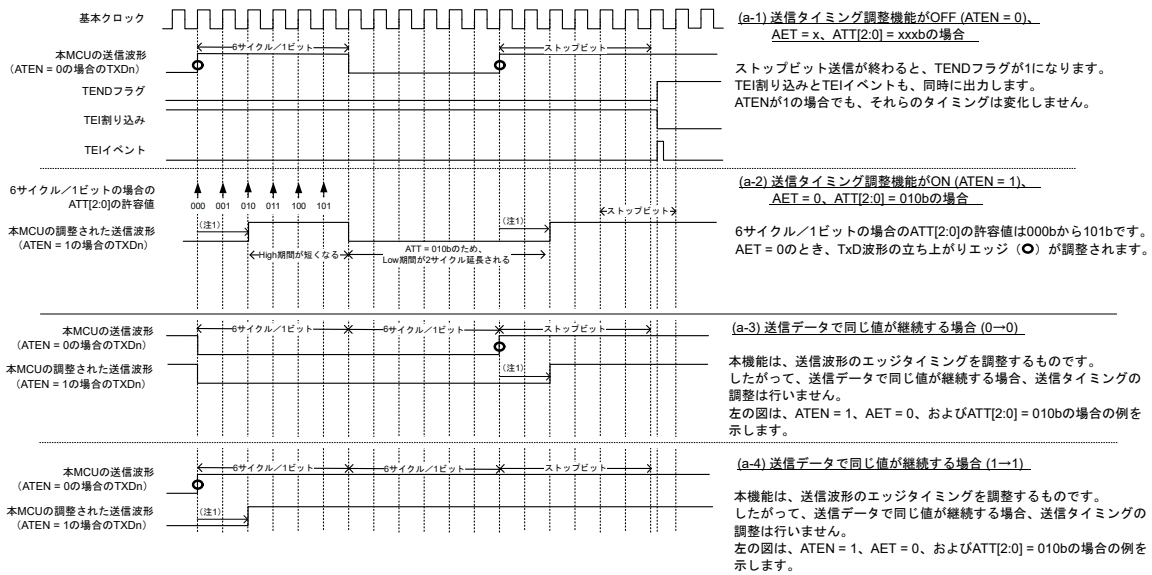 基本クロック
6サイクル／1ビット
ストップビット
本MCUの送信波形
（ATEN = 0の場合のTXDn）
TENDフラグ
TEI割り込み
TEIイベント
(a-1) 送信タイミング調整機能がOFF (ATEN = 0)、
AET = x、ATT[2:0] = xxxbの場合
ストップビット送信が終わると、TENDフラグが1になります。
TEI割り込みとTEIイベントも、同時に出力します。
ATENが1の場合でも、それらのタイミングは変化しません。
6サイクル／1ビットの場合の
ATT[2:0]の許容値
000 001 010 011 100 101
本MCUの調整された送信波形
（ATEN = 1の場合のTXDn）
（注1）
High期間が短くなる
ATT = 010bのため、
Low期間が2サイクル延長される
（注1）
ストップビット
(a-2) 送信タイミング調整機能がON (ATEN = 1)、
AET = 0、ATT[2:0] = 010bの場合
6サイクル／1ビットの場合のATT[2:0]の許容値は000bから101bです。
AET = 0のとき、TxD波形の立ち上がりエッジ（O）が調整されます。
本MCUの送信波形
（ATEN = 0の場合のTXDn）
6サイクル／1ビット
6サイクル／1ビット
ストップビット
本MCUの調整された送信波形
（ATEN = 1の場合のTXDn）
（注1）
(a-3) 送信データで同じ値が継続する場合 (0→0)
本機能は、送信波形のエッジタイミングを調整するものです。
したがって、送信データで同じ値が継続する場合、送信タイミングの
調整は行いません。
左の図は、ATEN = 1、AET = 0、およびATT[2:0] = 010bの場合の例を
示します。
本MCUの送信波形
（ATEN = 0の場合のTXDn）
6サイクル／1ビット
6サイクル／1ビット
ストップビット
本MCUの調整された送信波形
（ATEN = 1の場合のTXDn）
（注1）
(a-4) 送信データで同じ値が継続する場合 (1→1)
本機能は、送信波形のエッジタイミングを調整するものです。
したがって、送信データで同じ値が継続する場合、送信タイミングの
調整は行いません。
左の図は、ATEN = 1、AET = 0、およびATT[2:0] = 010bの場合の例を
示します。